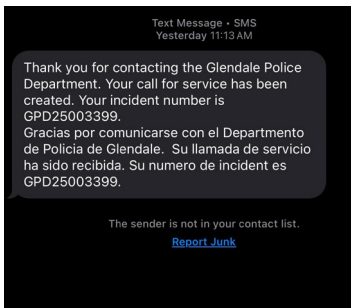 Text Message • SMS
Yesterday 11:13 AM
Thank you for contacting the Glendale Police
Department. Your call for service has been
created. Your incident number is
GPD25003399.
Gracias por comunicarse con el Departmento
de Policia de Glendale.  Su llamada de servicio
ha sido recibida. Su numero de incident es
GPD25003399.
The sender is not in your contact list.
Report Junk